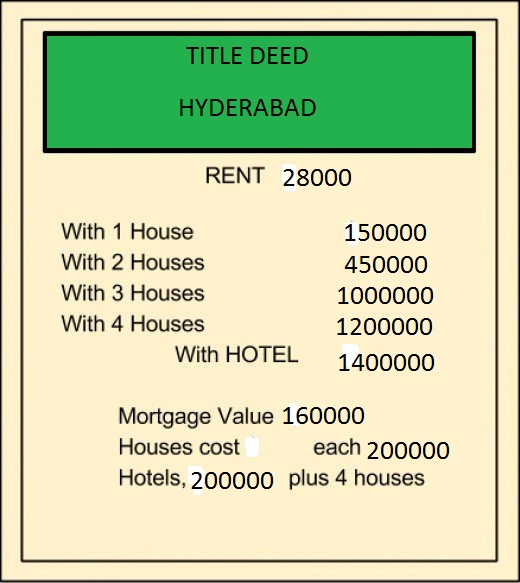 TITLE DEED
HYDERABAD
RENT 28000
With 1 House 150000
With 2 Houses 450000
With 3 Houses 1000000
With 4 Houses 1200000
With HOTEL 1400000
Mortgage Value 160000
Houses cost each 200000
Hotels, 200000 plus 4 houses